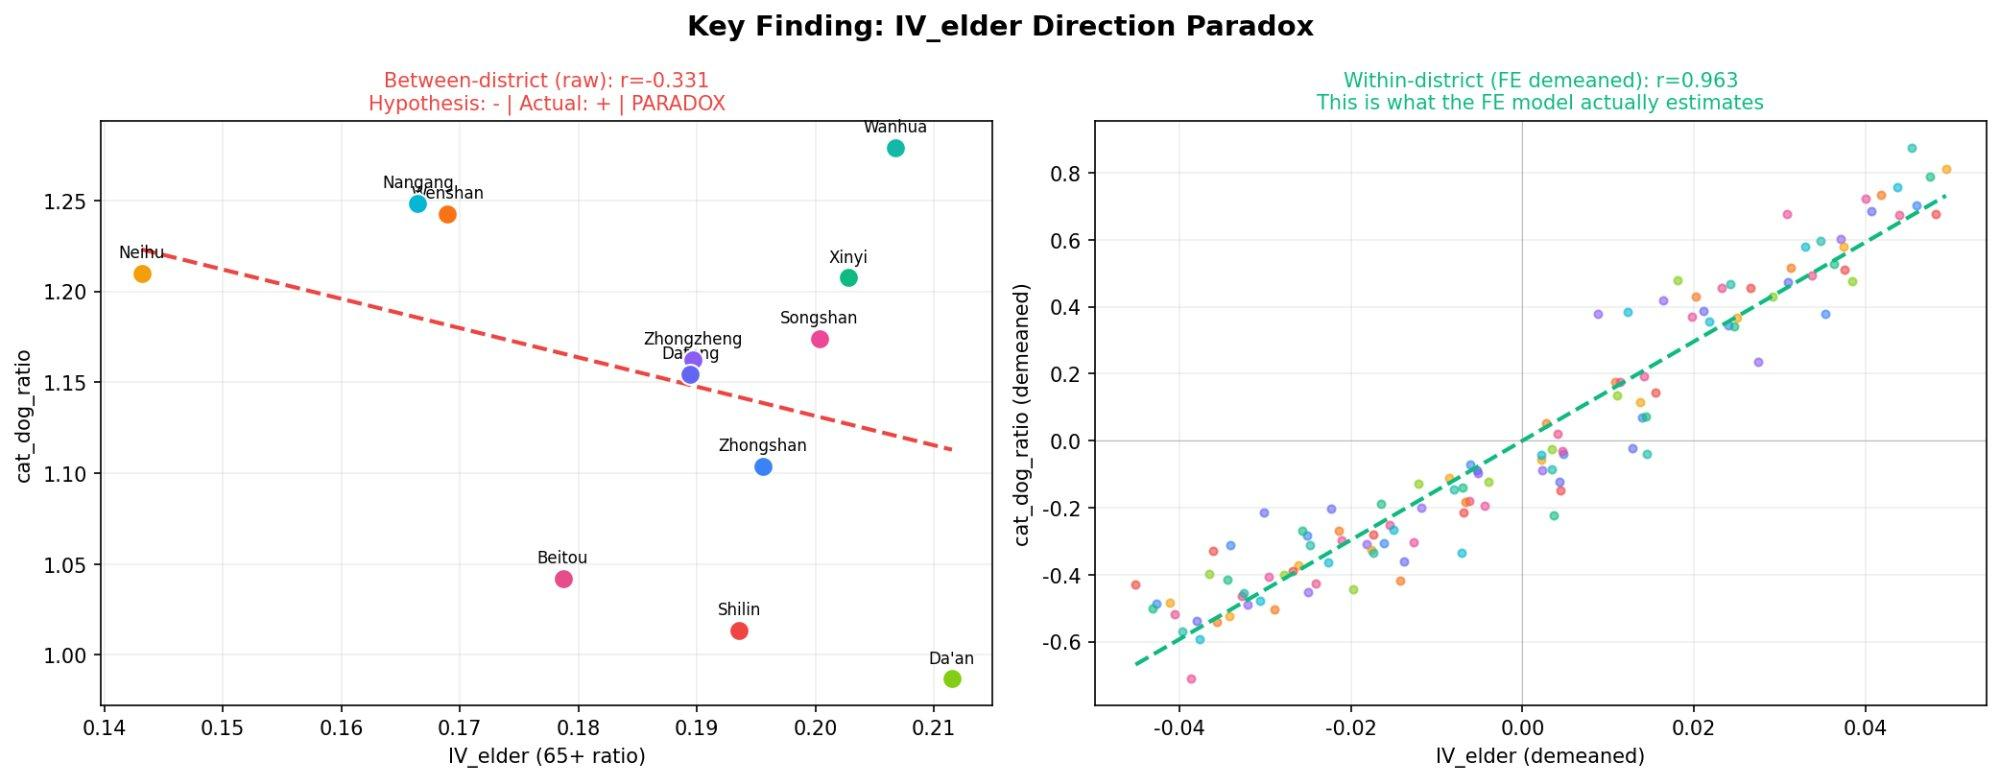 Key Finding: IV_elder Direction Paradox
Between-district (raw): r=-0.331
Hypothesis: - | Actual: + | PARADOX
Wanhua
Nangang
Wenshan
Neihu
Xinyi
Songshan
Zhongzheng
Datong
Zhongshan
Beitou
Shilin
Da'an
1.25
1.20
1.15
1.10
1.05
1.00
cat_dog_ratio
0.14 0.15 0.16 0.17 0.18 0.19 0.20 0.21
IV_elder (65+ ratio)
Within-district (FE demeaned): r=0.963
This is what the FE model actually estimates
0.8
0.6
0.4
0.2
0.0
-0.2
-0.4
-0.6
cat_dog_ratio (demeaned)
-0.04 -0.02 0.00 0.02 0.04
IV_elder (demeaned)